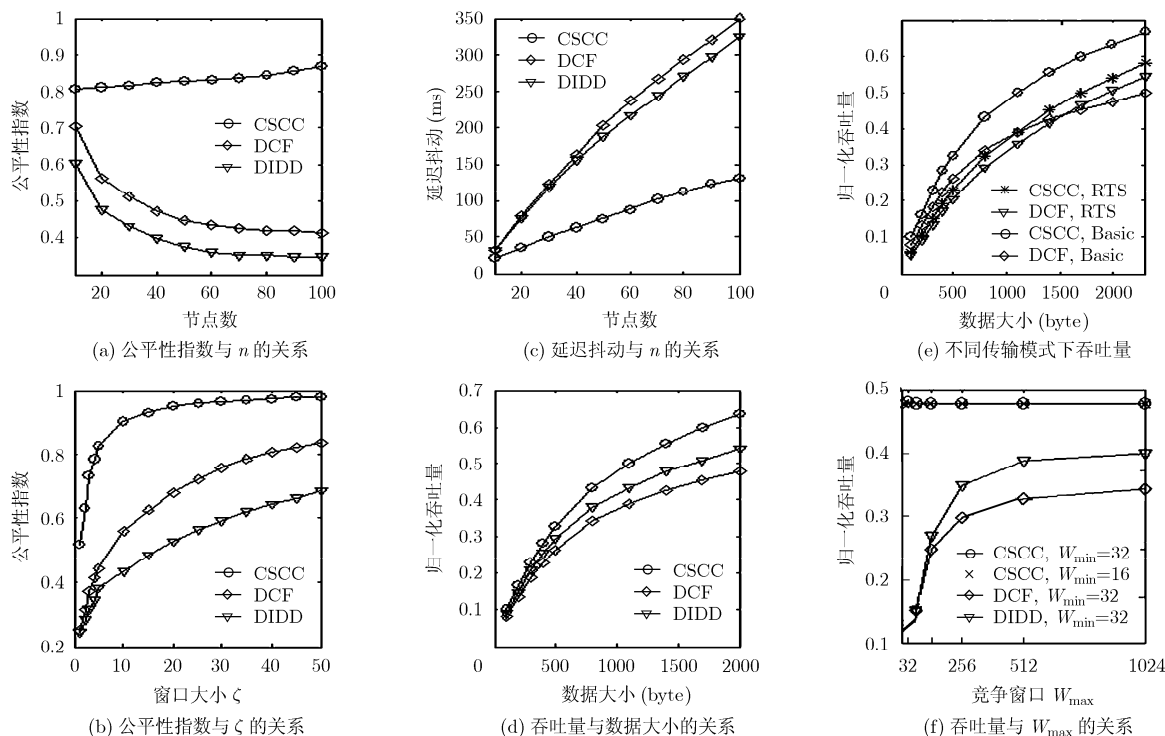 公平性指数
1
0.9
0.8
0.7
0.6
0.5
0.4
CSCC
DCF
DIDD
20 40 60 80 100
节点数
(a) 公平性指数与 n 的关系
延迟抖动 (ms)
350
300
250
200
150
100
50
0
CSCC
DCF
DIDD
20 40 60 80 100
节点数
(c) 延迟抖动与 n 的关系
归一化吞吐量
0.6
0.5
0.4
0.3
0.2
0.1
CSCC, RTS
DCF, RTS
CSCC, Basic
DCF, Basic
0 500 1000 1500 2000
数据大小 (byte)
(e) 不同传输模式下吞吐量
公平性指数
1
0.8
0.6
0.4
0.2
CSCC
DCF
DIDD
0 10 20 30 40 50
窗口大小 ζ
(b) 公平性指数与 ζ 的关系
归一化吞吐量
0.7
0.6
0.5
0.4
0.3
0.2
0.1
CSCC
DCF
DIDD
0 500 1000 1500 2000
数据大小 (byte)
(d) 吞吐量与数据大小的关系
归一化吞吐量
0.5
0.4
0.3
0.2
0.1
CSCC, Wmin=32
CSCC, Wmin=16
DCF, Wmin=32
DIDD, Wmin=32
32 256 512 1024
竞争窗口 Wmax
(f) 吞吐量与 Wmax 的关系